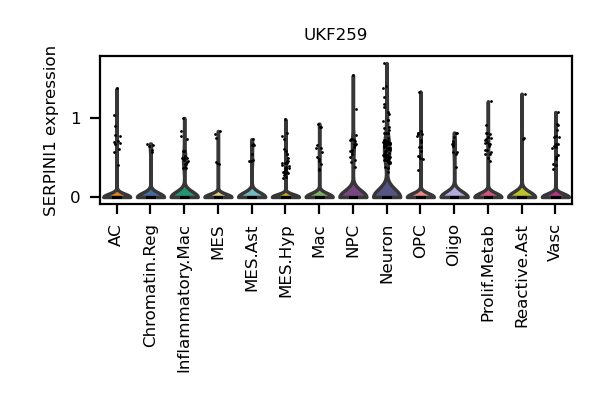 UKF259
SERPINI1 expression
1
0
AC
Chromatin.Reg
Inflammatory.Mac
MES
MES.Ast
MES.Hyp
Mac
NPC
Neuron
OPC
Oligo
Prolif.Metab
Reactive.Ast
Vasc